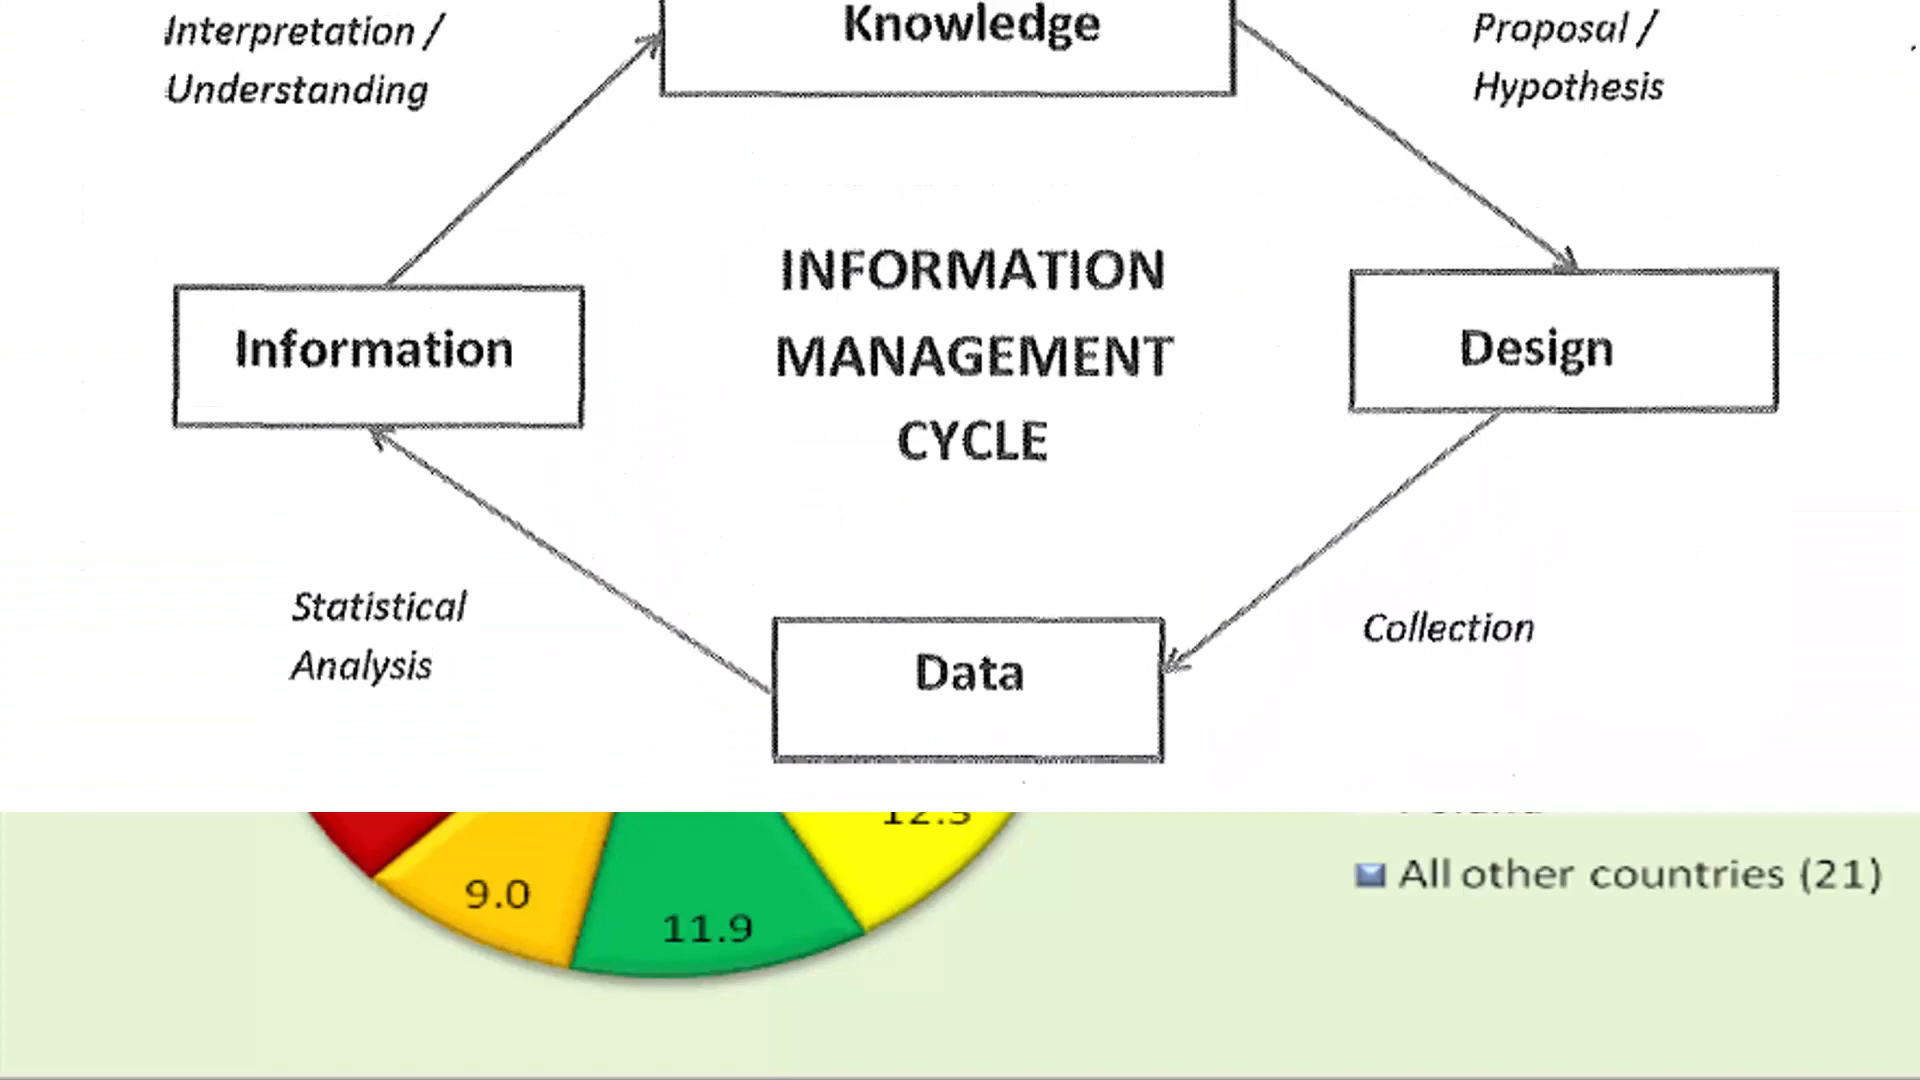 Knowledge
Interpretation /
Understanding
Proposal /
Hypothesis
INFORMATION
MANAGEMENT
CYCLE
Information
Design
Statistical
Analysis
Data
Collection
9.0
11.9
All other countries (21)